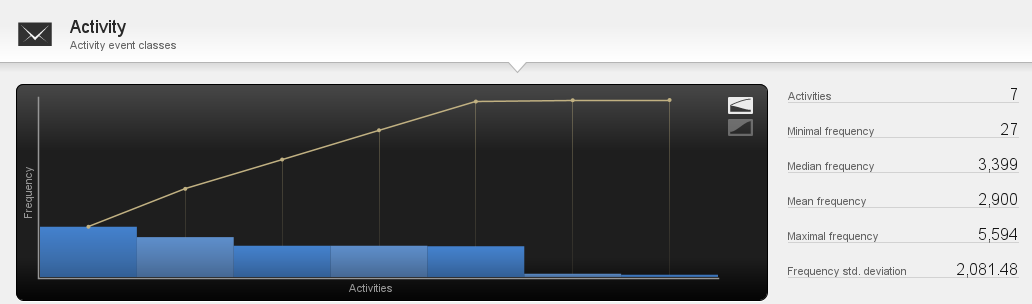 Activity
Activity event classes
Frequency
Activities
Activities 7
Minimal frequency 27
Median frequency 3,399
Mean frequency 2,900
Maximal frequency 5,594
Frequency std. deviation 2,081.48